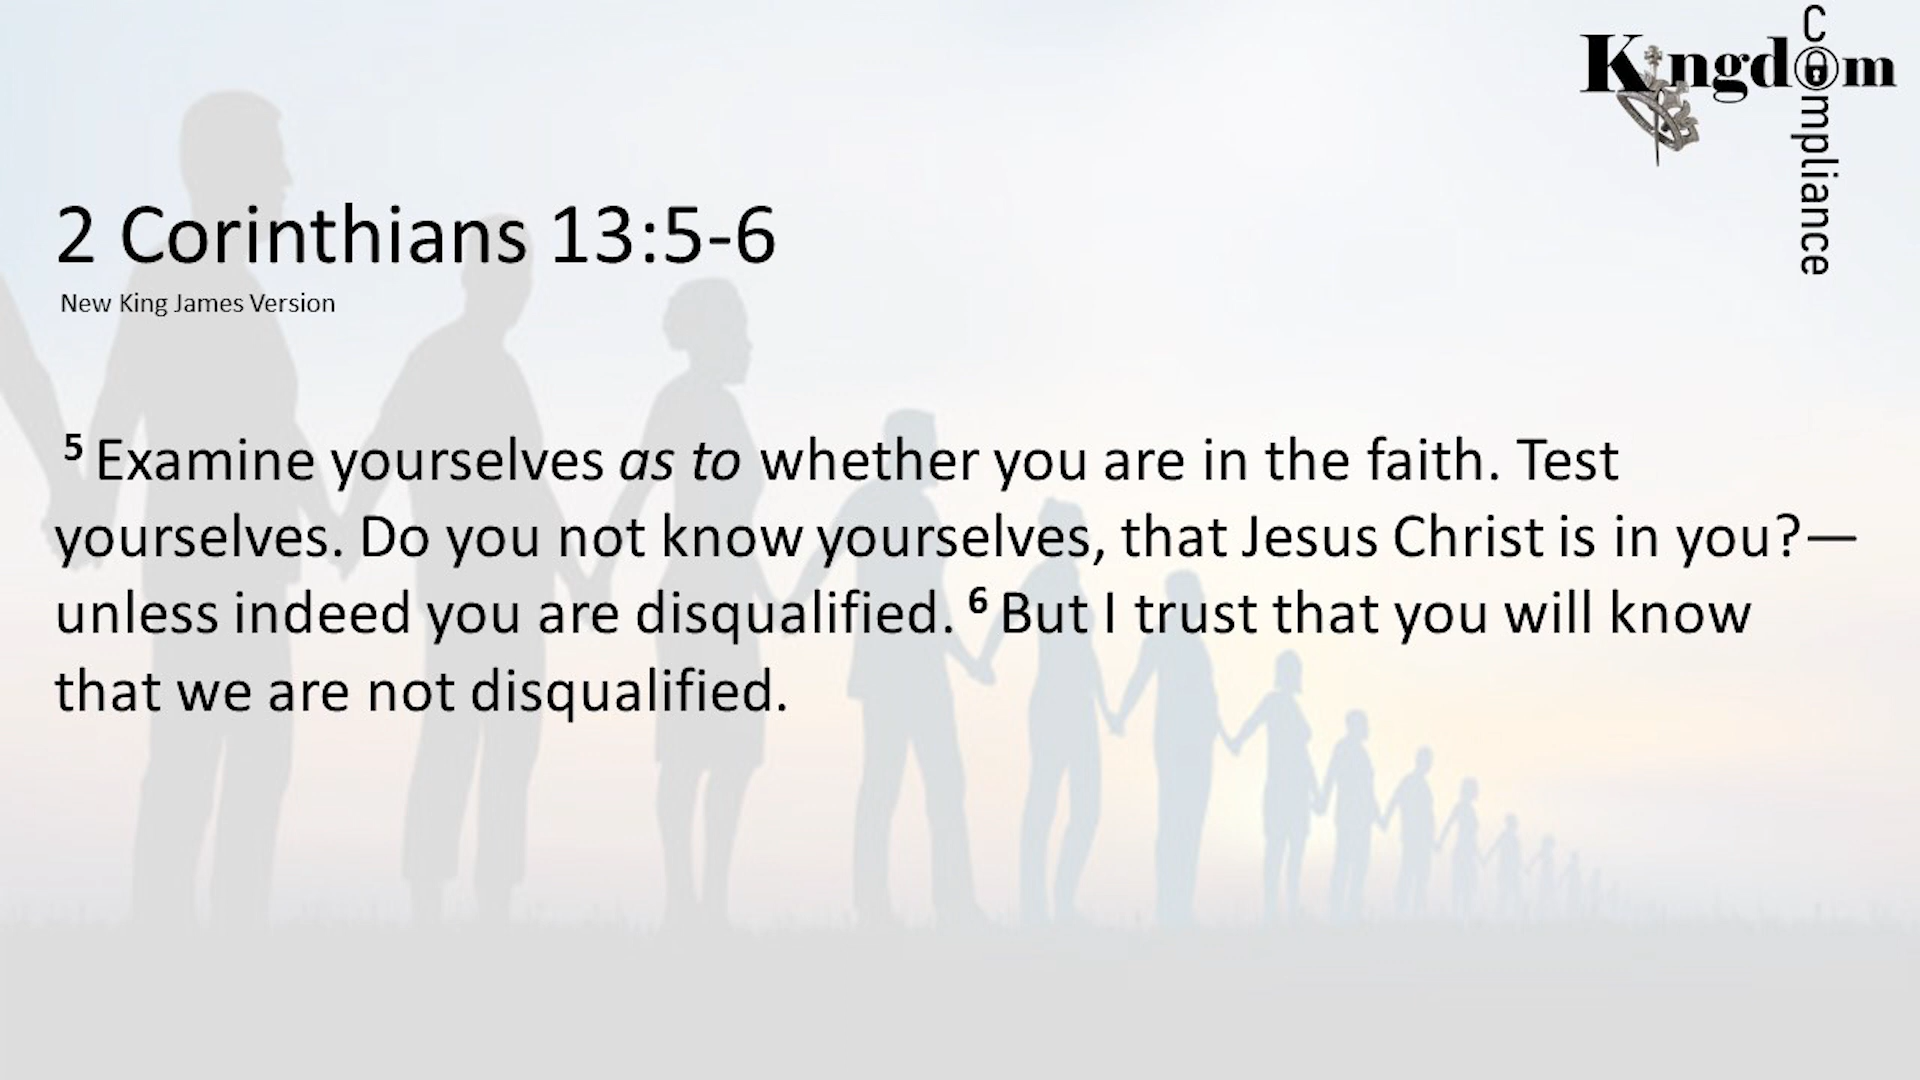 Kingdom
Compliance
2 Corinthians 13:5-6
New King James Version
5 Examine yourselves as to whether you are in the faith. Test
yourselves. Do you not know yourselves, that Jesus Christ is in you?—
unless indeed you are disqualified. 6 But I trust that you will know
that we are not disqualified.